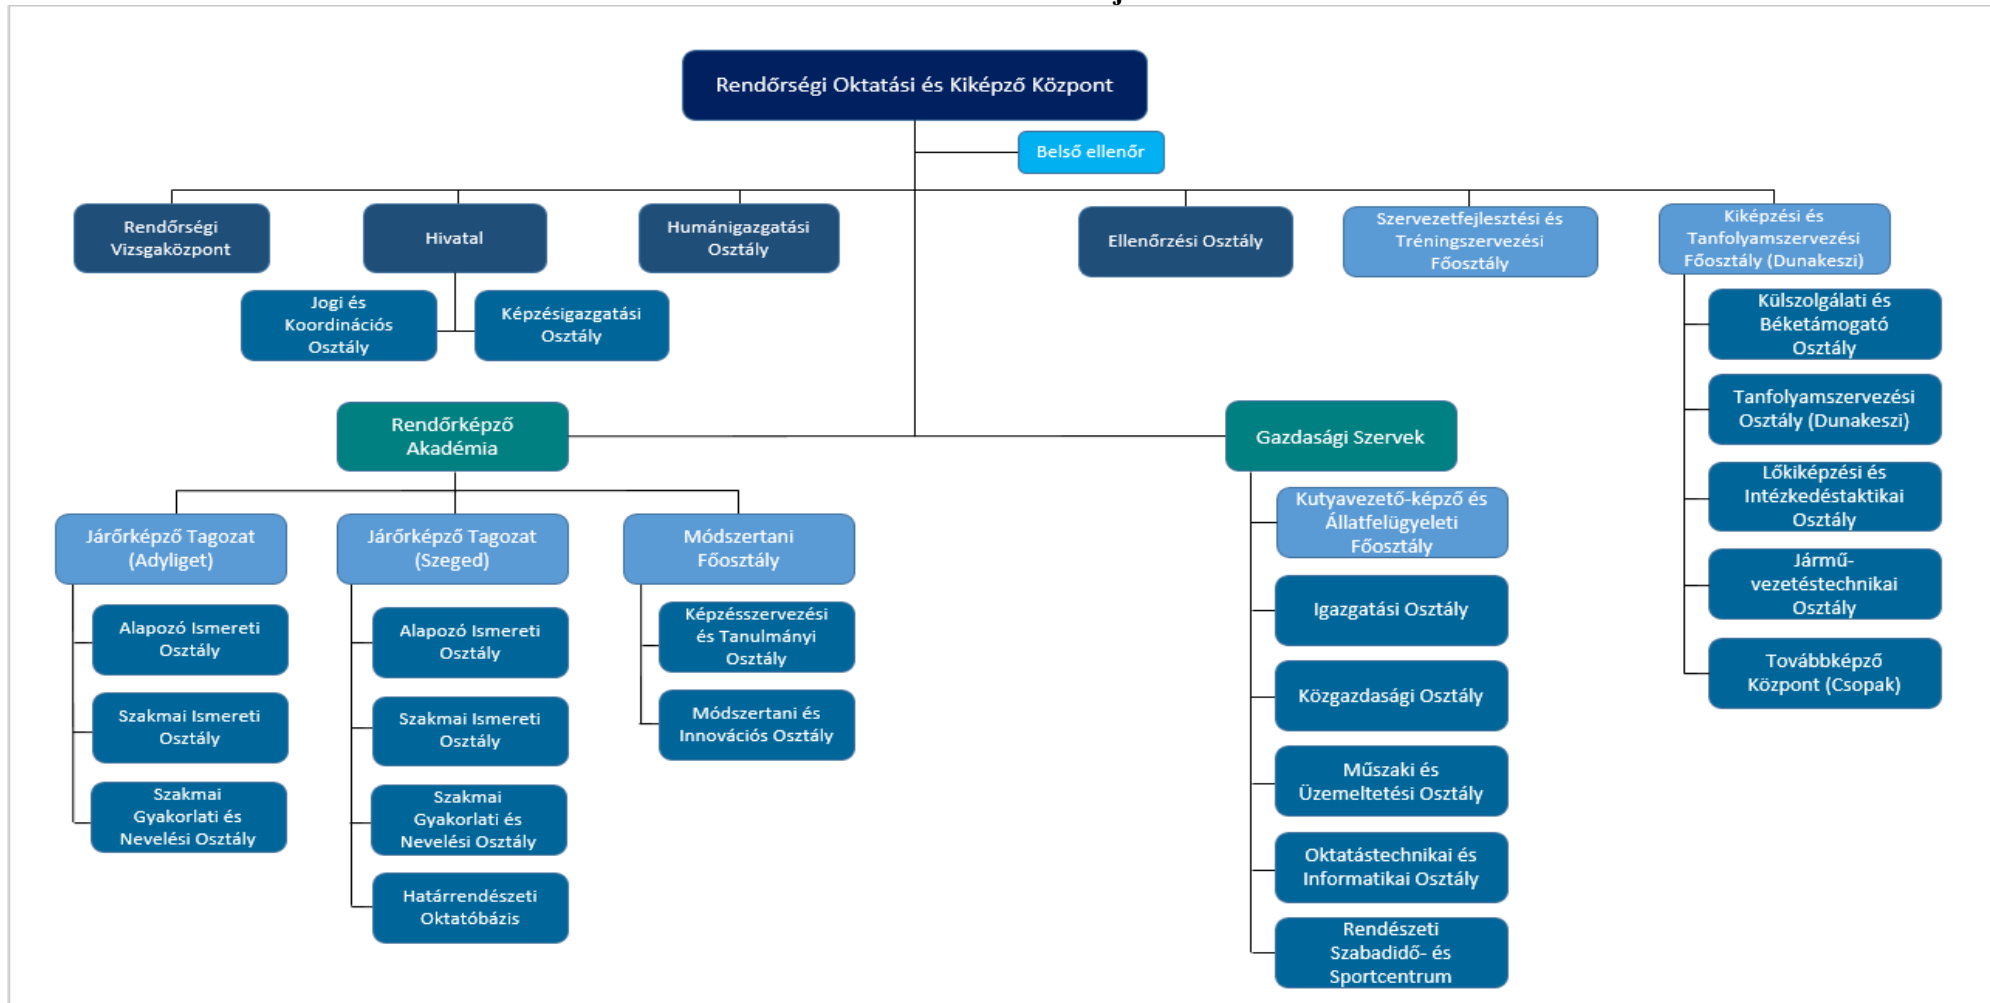 Rendőrségi Oktatási és Kiképző Központ
Belső ellenőr
Rendőrségi
Vizsgaközpont
Hivatal
Humánigazgatási
Osztály
Ellenőrzési Osztály
Szervezetfejlesztési és
Tréningszervezési
Főosztály
Kiképzési és
Tanfolyamszervezési
Főosztály (Dunakeszi)
Jogi és
Koordinációs
Osztály
Képzésigazgatási
Osztály
Külszolgálati és
Béketámogató
Osztály
Tanfolyamszervezési
Osztály (Dunakeszi)
Lőkiképzési és
Intézkedéstaktikai
Osztály
Jármű-
vezetéstechnikai
Osztály
Továbbképző
Központ (Csopak)
Rendőrképző
Akadémia
Gazdasági Szervek
Járőrképző Tagozat
(Adyliget)
Alapozó Ismereti
Osztály
Szakmai Ismereti
Osztály
Szakmai
Gyakorlati és
Nevelési Osztály
Járőrképző Tagozat
(Szeged)
Alapozó Ismereti
Osztály
Szakmai Ismereti
Osztály
Szakmai
Gyakorlati és
Nevelési Osztály
Határrendészeti
Oktatóbázis
Módszertani
Főosztály
Képzésszervezési
és Tanulmányi
Osztály
Módszertani és
Innovációs Osztály
Kutyavezető-képző és
Állatfelügyeleti
Főosztály
Igazgatási Osztály
Közgazdasági Osztály
Műszaki és
Üzemeltetési Osztály
Oktatástechnikai és
Informatikai Osztály
Rendészeti
Szabadidő- és
Sportcentrum